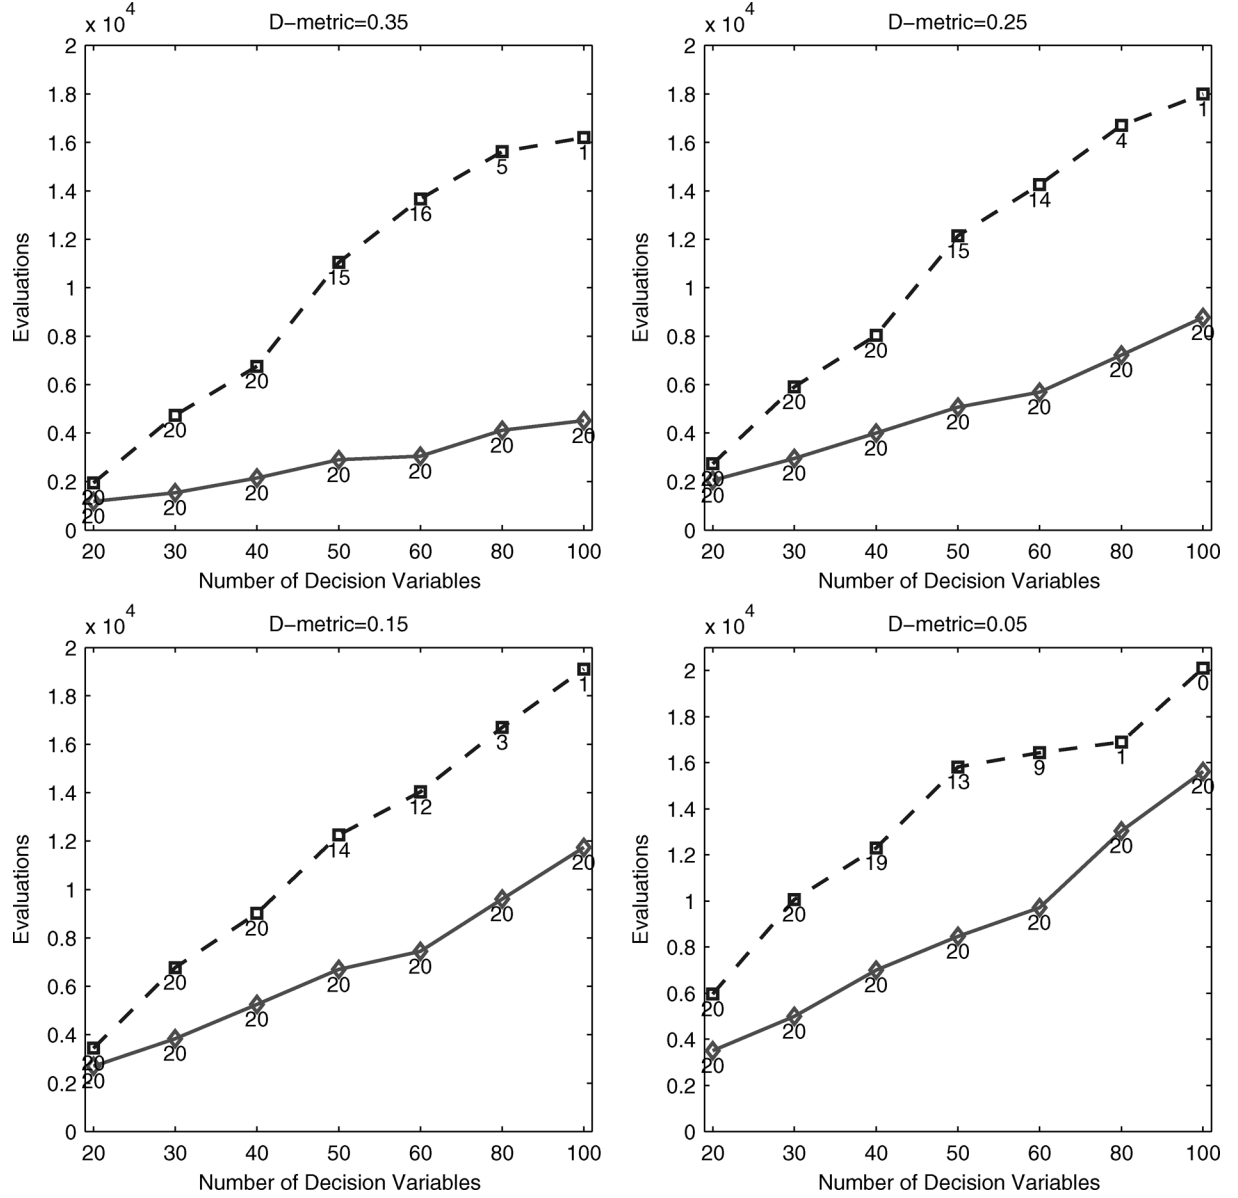 x 10^4 D-metric=0.35
2
1.8
1.6
1.4
1.2
1
0.8
0.6
0.4
0.2
0
Evaluations
20 20 15 16 5 1
20
20 20 20 20 20 20 20
20 30 40 50 60 80 100
Number of Decision Variables
x 10^4 D-metric=0.25
2
1.8
1.6
1.4
1.2
1
0.8
0.6
0.4
0.2
0
Evaluations
20 20 20 15 14 4 1
20 20 20 20 20 20 20
20 30 40 50 60 80 100
Number of Decision Variables
x 10^4 D-metric=0.15
2
1.8
1.6
1.4
1.2
1
0.8
0.6
0.4
0.2
0
Evaluations
20 20 20 14 12 3 1
20 20 20 20 20 20 20
20 30 40 50 60 80 100
Number of Decision Variables
x 10^4 D-metric=0.05
2
1.8
1.6
1.4
1.2
1
0.8
0.6
0.4
0.2
0
Evaluations
20 20 19 13 9 1 0
20 20 20 20 20 20 20
20 30 40 50 60 80 100
Number of Decision Variables